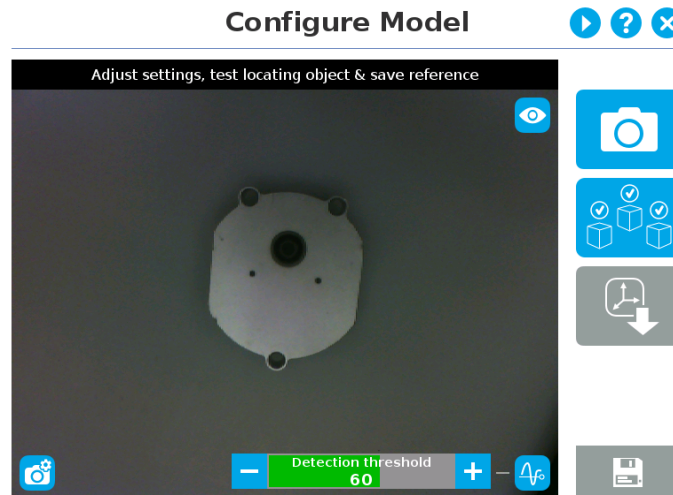 Configure Model
?
Adjust settings, test locating object & save reference
Detection threshold
60